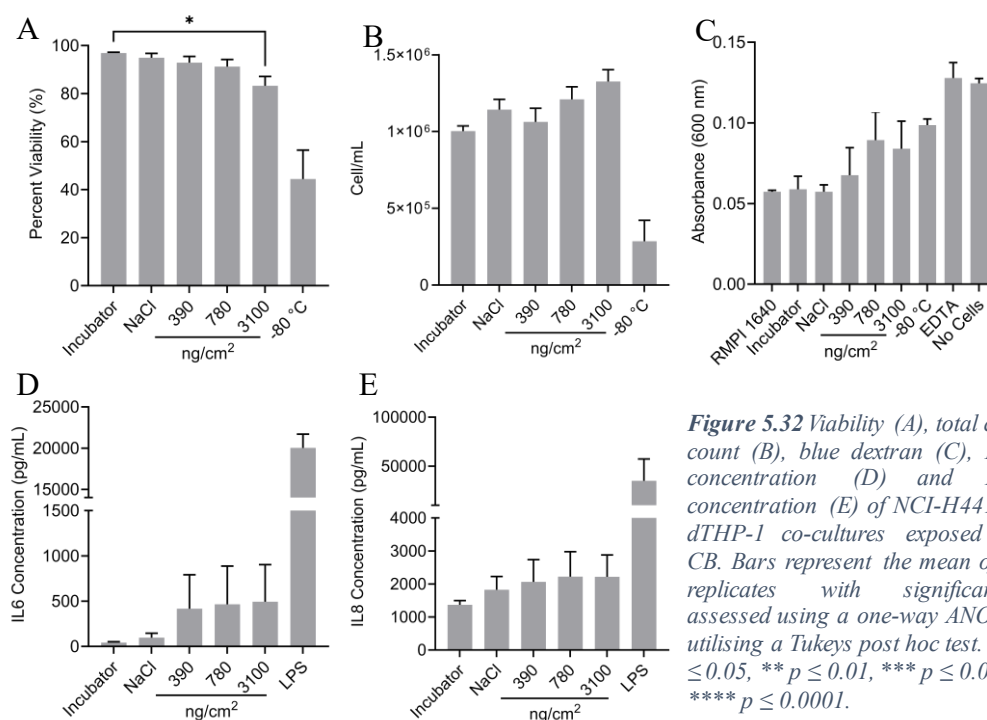 A
*
100
80
60
40
20
0
Percent Viability (%)
Incubator
NaCl
390
780
3100
-80 °C
ng/cm²
B
1.5×10⁶
1×10⁶
5×10⁵
0
Cell/mL
Incubator
NaCl
390
780
3100
-80 °C
ng/cm²
C
0.15
0.10
0.05
0.00
Absorbance (600 nm)
RMPI 1640
Incubator
NaCl
390
780
3100
-80 °C
EDTA
No Cells
ng/cm²
D
25000
20000
15000
1500
1000
500
0
IL6 Concentration (pg/mL)
Incubator
NaCl
390
780
3100
LPS
ng/cm²
E
100000
50000
4000
3000
2000
1000
0
IL8 Concentration (pg/mL)
Incubator
NaCl
390
780
3100
LPS
ng/cm²
Figure 5.32 Viability (A), total c
count (B), blue dextran (C),
concentration (D) and
concentration (E) of NCI-H441
dTHP-1 co-cultures exposed
CB. Bars represent the mean o
replicates with significan
assessed using a one-way ANO
utilising a Tukeys post hoc test.
≤ 0.05, ** p ≤ 0.01, *** p ≤ 0.0
**** p ≤ 0.0001.